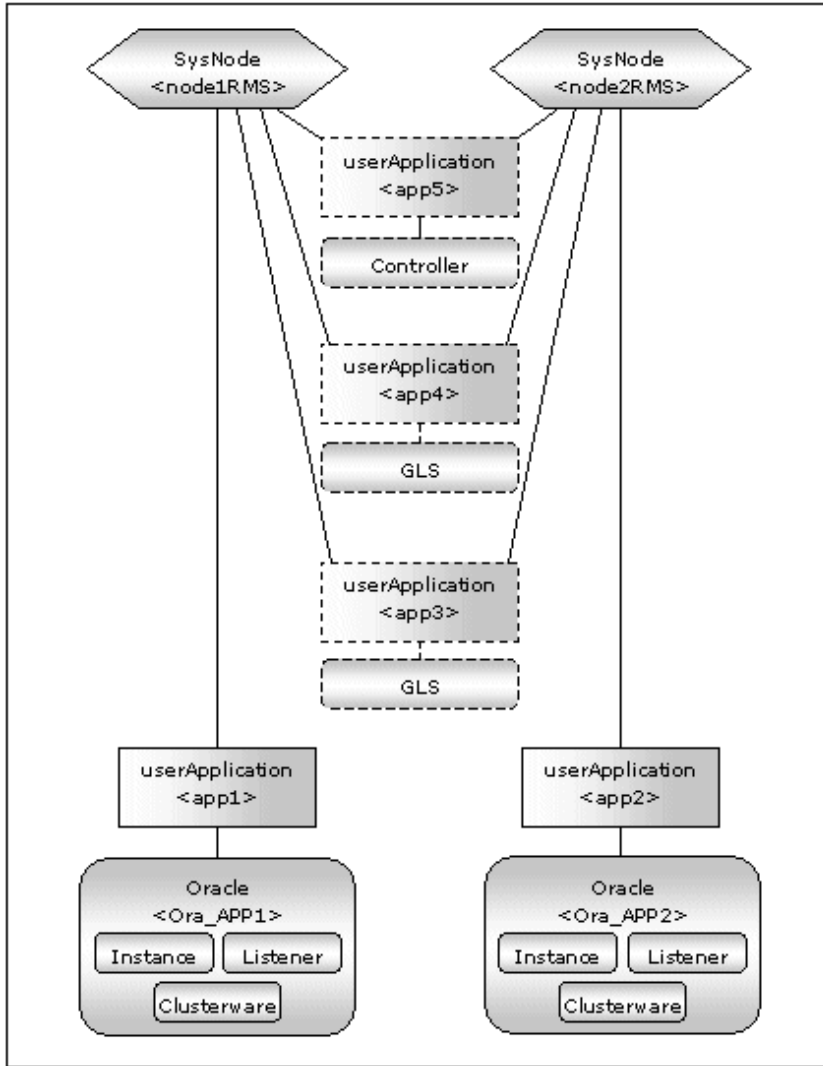 SysNode
<node1RMS>
SysNode
<node2RMS>
userApplication
<app5>
Controller
userApplication
<app4>
GLS
userApplication
<app3>
GLS
userApplication
<app1>
userApplication
<app2>
Oracle
<Ora_APP1>
Instance
Listener
Clusterware
Oracle
<Ora_APP2>
Instance
Listener
Clusterware